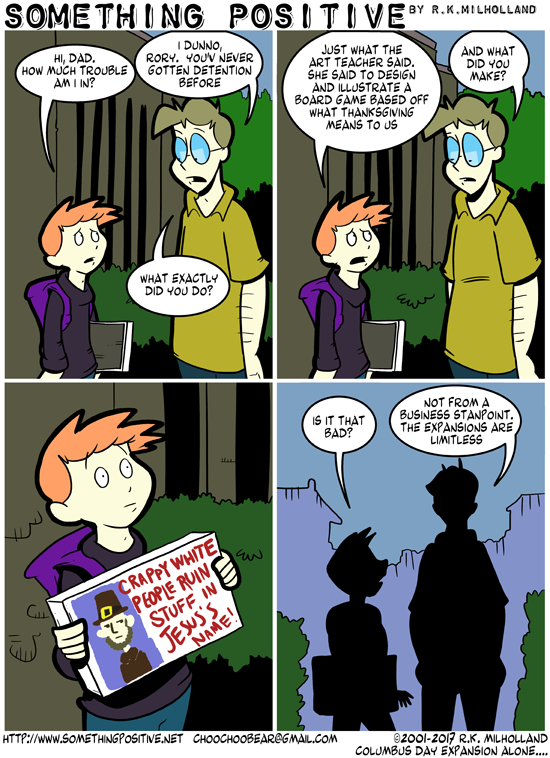 SOMETHING POSITIVE BY R.K.MILHOLLAND
HI, DAD.
HOW MUCH TROUBLE
AM I IN?
I DUNNO,
RORY. YOU'V NEVER
GOTTEN DETENTION
BEFORE
WHAT EXACTLY
DID YOU DO?
JUST WHAT THE
ART TEACHER SAID.
SHE SAID TO DESIGN
AND ILLUSTRATE A
BOARD GAME BASED OFF
WHAT THANKSGIVING
MEANS TO US
AND WHAT
DID YOU
MAKE?
CRAPPY WHITE
PEOPLE RUIN
STUFF IN
JESUS'S
NAME!
IS IT THAT
BAD?
NOT FROM A
BUSINESS STANPOINT.
THE EXPANSIONS ARE
LIMITLESS
HTTP://WWW.SOMETHINGPOSITIVE.NET CHOOCHOOBEAR@GMAIL.COM ©2001-2017 R.K. MILHOLLAND
COLUMBUS DAY EXPANSION ALONE....